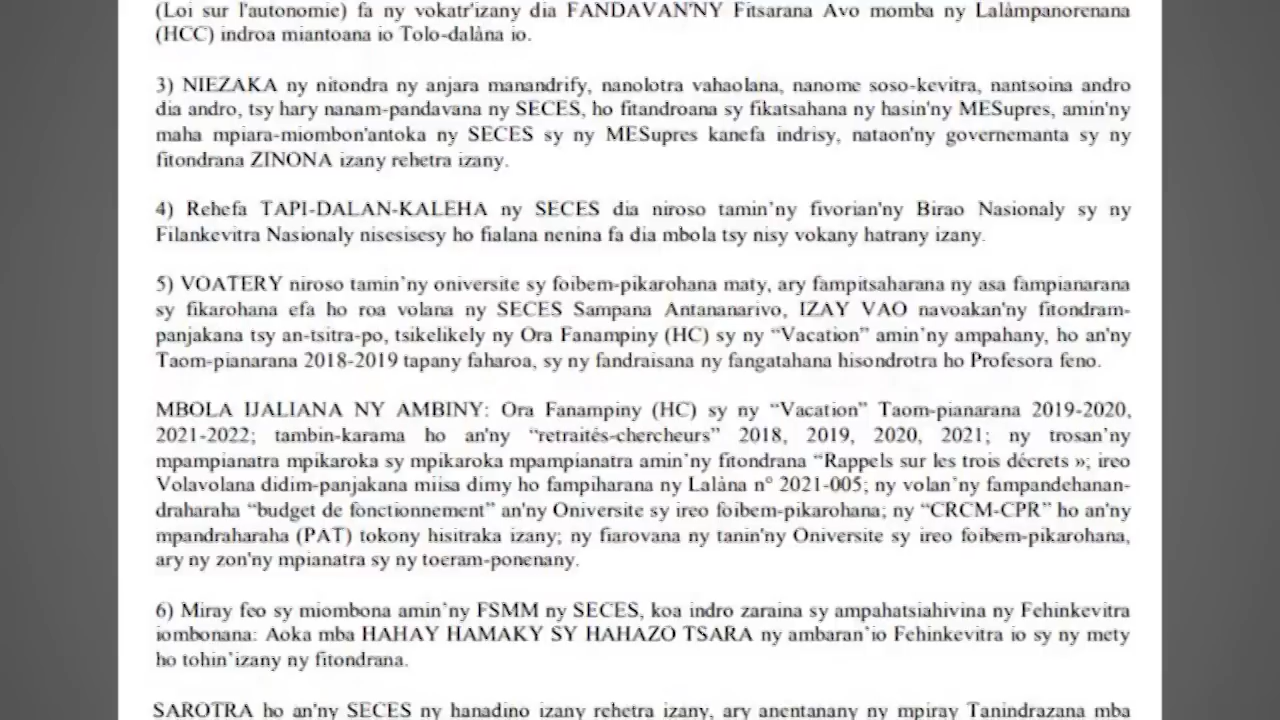 (Loi sur l'autonomie) fa ny vokatr'izany dia FANDAVAN'NY Fitsarana Avo momba ny Lalàmpanorenana
(HCC) indroa miantoana io Tolo-dalàna io.
3) NIEZAKA ny nitondra ny anjara manandrify, nanolotra vahaolana, nanome soso-kevitra, nantsoina andro
dia andro, tsy hary nanam-pandavana ny SECES, ho fitandroana sy fikatsahana ny hasin'ny MESupres, amin'ny
maha mpiara-miombon'antoka ny SECES sy ny MESupres kanefa indrisy, nataon'ny governemanta sy ny
fitondrana ZINONA izany rehetra izany.
4) Rehefa TAPI-DALAN-KALEHA ny SECES dia niroso tamin'ny fivorian'ny Birao Nasionaly sy ny
Filankevitra Nasionaly nisesisesy ho fialana nenina fa dia mbola tsy nisy vokany hatrany izany.
5) VOATERY niroso tamin'ny oniversite sy foibem-pikarohana maty, ary fampitsaharana ny asa fampianarana
sy fikarohana efa ho roa volana ny SECES Sampana Antananarivo, IZAY VAO navoakan'ny fitondram-
panjakana tsy an-tsitra-po, tsikelikely ny Ora Fanampiny (HC) sy ny “Vacation” amin'ny ampahany, ho an'ny
Taom-pianarana 2018-2019 tapany faharoa, sy ny fandraisana ny fangatahana hisondrotra ho Profesora feno.
MBOLA IJALIANA NY AMBINY: Ora Fanampiny (HC) sy ny “Vacation” Taom-pianarana 2019-2020,
2021-2022; tambin-karama ho an'ny “retraités-chercheurs” 2018, 2019, 2020, 2021; ny trosan'ny
mpampianatra mpikaroka sy mpikaroka mpampianatra amin'ny fitondrana “Rappels sur les trois décrets »; ireo
Volavolana didim-panjakana miisa dimy ho fampiharana ny Lalàna n° 2021-005; ny volan'ny fampandehanan-
draharaha “budget de fonctionnement” an'ny Oniversite sy ireo foibem-pikarohana; ny “CRCM-CPR” ho an'ny
mpandraharaha (PAT) tokony hisitraka izany; ny fiarovana ny tanin'ny Oniversite sy ireo foibem-pikarohana,
ary ny zon'ny mpianatra sy ny toeram-ponenany.
6) Miray feo sy miombona amin'ny FSMM ny SECES, koa indro zaraina sy ampahatsiahivina ny Fehinkevitra
iombonana: Aoka mba HAHAY HAMAKY SY HAHAZO TSARA ny ambaran'io Fehinkevitra io sy ny mety
ho tohin'izany ny fitondrana.
SAROTRA ho an'ny SECES ny hanadino izany rehetra izany, ary anentanany ny mpiray Tanindrazana mba